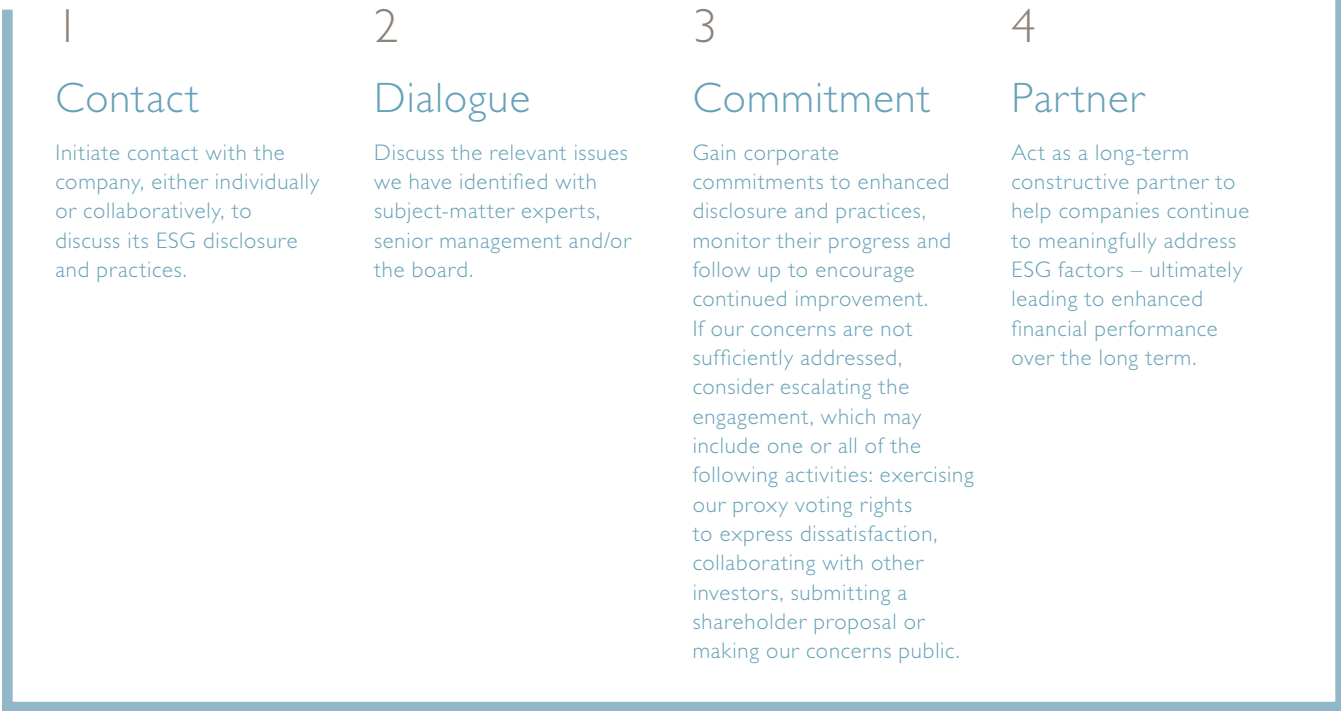 1
Contact
Initiate contact with the
company, either individually
or collaboratively, to
discuss its ESG disclosure
and practices.
2
Dialogue
Discuss the relevant issues
we have identified with
subject-matter experts,
senior management and/or
the board.
3
Commitment
Gain corporate
commitments to enhanced
disclosure and practices,
monitor their progress and
follow up to encourage
continued improvement.
If our concerns are not
sufficiently addressed,
consider escalating the
engagement, which may
include one or all of the
following activities: exercising
our proxy voting rights
to express dissatisfaction,
collaborating with other
investors, submitting a
shareholder proposal or
making our concerns public.
4
Partner
Act as a long-term
constructive partner to
help companies continue
to meaningfully address
ESG factors – ultimately
leading to enhanced
financial performance
over the long term.